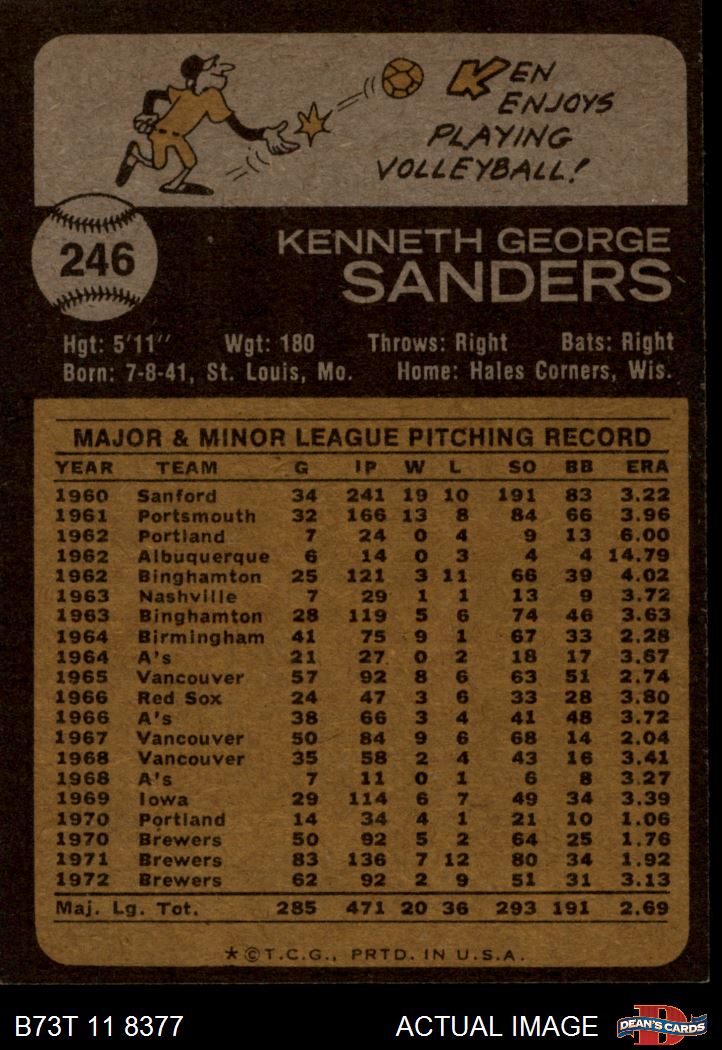 KEN
ENJOYS
PLAYING
VOLLEYBALL!
246
KENNETH GEORGE
SANDERS
Hgt: 5'11" Wgt: 180 Throws: Right Bats: Right
Born: 7-8-41, St. Louis, Mo. Home: Hales Corners, Wis.
MAJOR & MINOR LEAGUE PITCHING RECORD
YEAR TEAM G IP W L SO BB ERA
1960 Sanford 34 241 19 10 191 83 3.22
1961 Portsmouth 32 166 13 8 84 66 3.96
1962 Portland 7 24 0 4 9 13 6.00
1962 Albuquerque 6 14 0 3 4 4 14.79
1962 Binghamton 25 121 3 11 66 39 4.02
1963 Nashville 7 29 1 1 13 9 3.72
1963 Binghamton 28 119 5 6 74 46 3.63
1964 Birmingham 41 75 9 1 67 33 2.28
1964 A's 21 27 0 2 18 17 3.67
1965 Vancouver 57 92 8 6 63 51 2.74
1966 Red Sox 24 47 3 6 33 28 3.80
1966 A's 38 66 3 4 41 48 3.72
1967 Vancouver 50 84 9 6 68 14 2.04
1968 Vancouver 35 58 2 4 43 16 3.41
1968 A's 7 11 0 1 6 8 3.27
1969 Iowa 29 114 6 7 49 34 3.39
1970 Portland 14 34 4 1 21 10 1.06
1970 Brewers 50 92 5 2 64 25 1.76
1971 Brewers 83 136 7 12 80 34 1.92
1972 Brewers 62 92 2 9 51 31 3.13
Maj. Lg. Tot. 285 471 20 36 293 191 2.69
*©T.C.G., PRTD. IN U.S.A.
B73T 11 8377 ACTUAL IMAGE DEAN'S CARDS